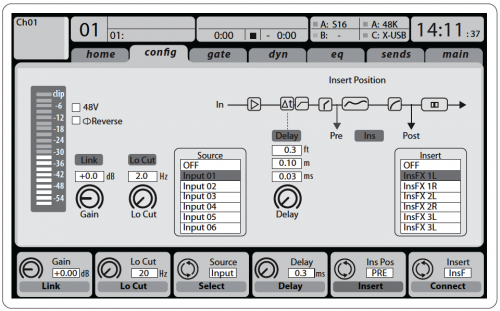 Ch01
01 01: 0:00 - 0:00 A: S16 A: 48K 14:11:37
B: - C: X-USB
home config gate dyn eq sends main
Insert Position
clip
-6
-12
-18
-24
-30
-36
-42
-48
-54
48V
Reverse
In Δt
Delay Pre Ins Post
0.3 ft
0.10 m
0.03 ms
Link Lo Cut
+0.0 dB 2.0 Hz
Gain Lo Cut Delay
Source
OFF
Input 01
Input 02
Input 03
Input 04
Input 05
Input 06
Insert
OFF
InsFX 1L
InsFX 1R
InsFX 2L
InsFX 2R
InsFX 3L
InsFX 3L
Gain Lo Cut Source Delay Ins Pos Insert
+0.00 dB 20 Hz Input 0.3 ms PRE InsF
Link Lo Cut Select Delay Insert Connect